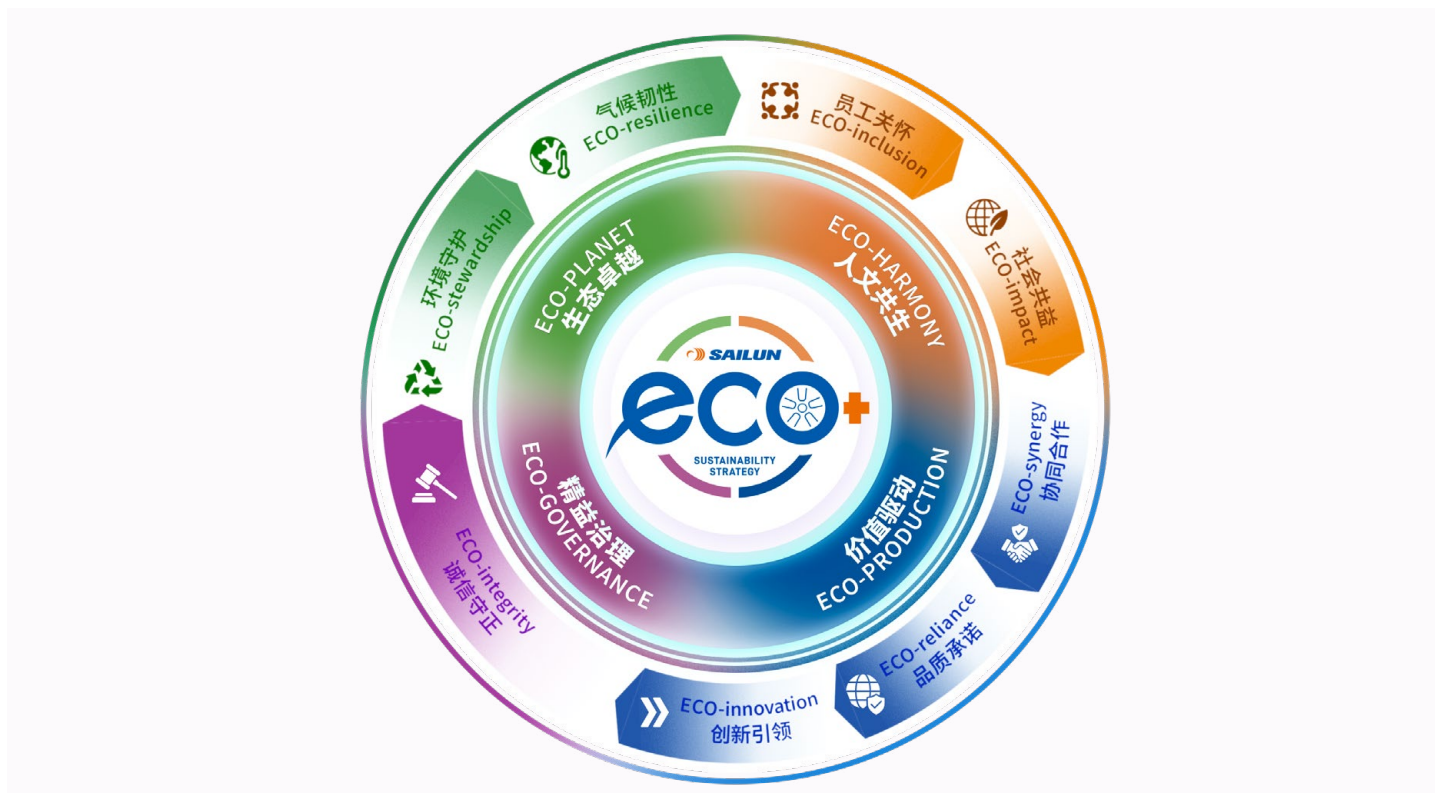 气候韧性
ECO-resilience
员工关怀
ECO-inclusion
社会共益
ECO-impact
ECO-synergy
协同合作
ECO-reliance
品质承诺
ECO-innovation
创新引领
ECO-integrity
诚信守正
环境守护
ECO-stewardship
ECO-PLANET
生态卓越
ECO-HARMONY
人文共生
价值驱动
ECO-PRODUCTION
精益治理
ECO-GOVERNANCE
SAILUN
eco+
SUSTAINABILITY
STRATEGY